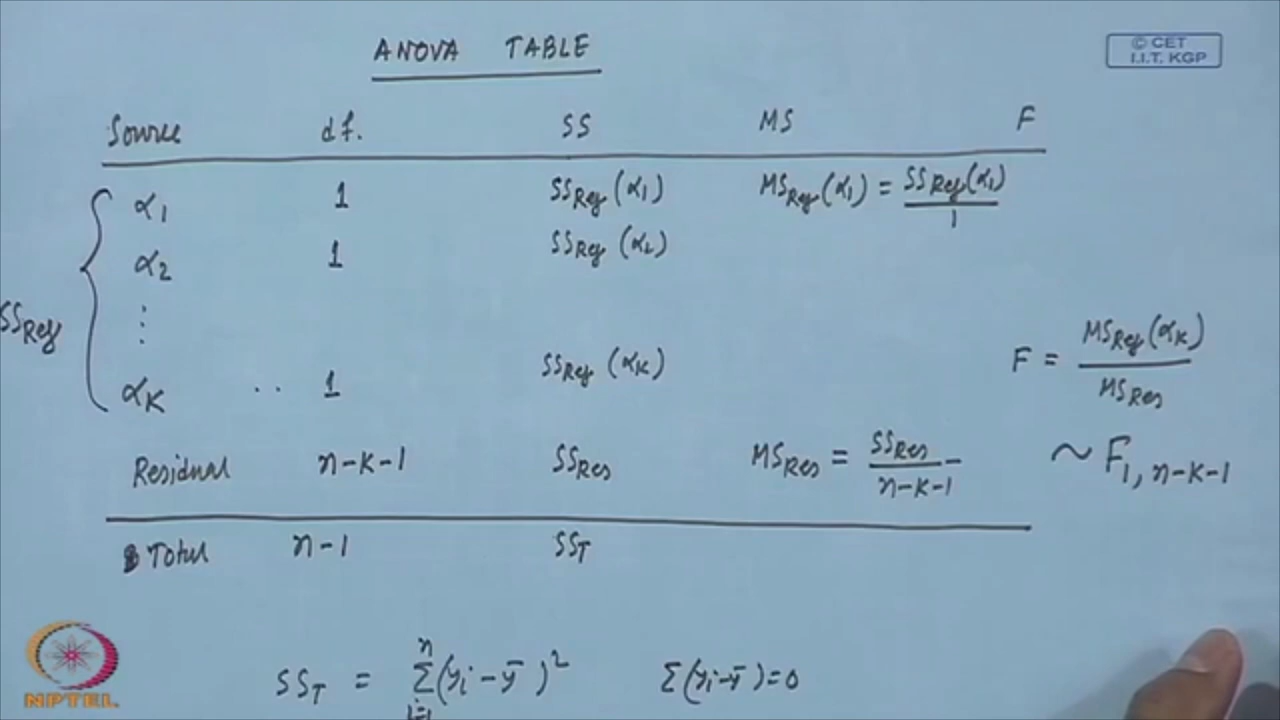 ANOVA TABLE
© CET
I.I.T. KGP
Source d.f. SS MS F
α1 1 SSReg(α1) MSReg(α1) = SSReg(α1)/1
α2 1 SSReg(α2)
⋮
SSReg
αK .. 1 SSReg(αK) F = MSReg(αK)/MSRes
Residual n-K-1 SSRes MSRes = SSRes/n-K-1 ~ F1, n-K-1
Total n-1 SST
SST = Σ(i=1 to n)(yi - ȳ)² Σ(yi-ȳ)=0
NPTEL